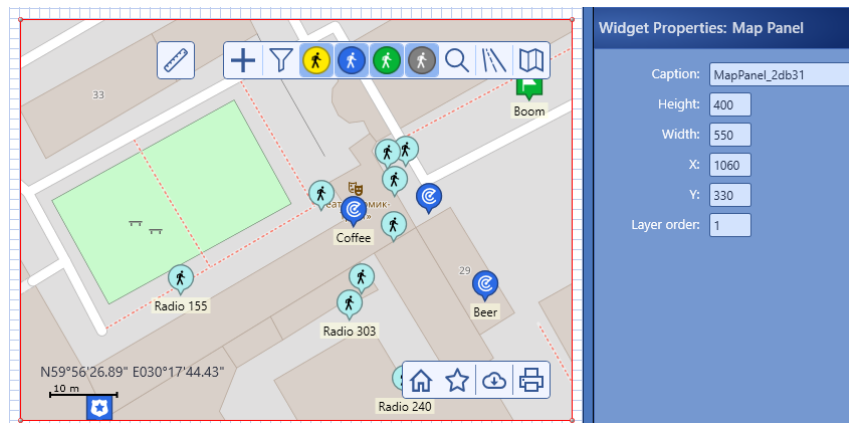 Widget Properties: Map Panel
Caption: MapPanel_2db31
Height: 400
Width: 550
X: 1060
Y: 330
Layer order: 1
33
Boom
Coffee
29
Radio 155
Beer
Radio 303
N59°56'26.89" E030°17'44.43"
10 m
Radio 240